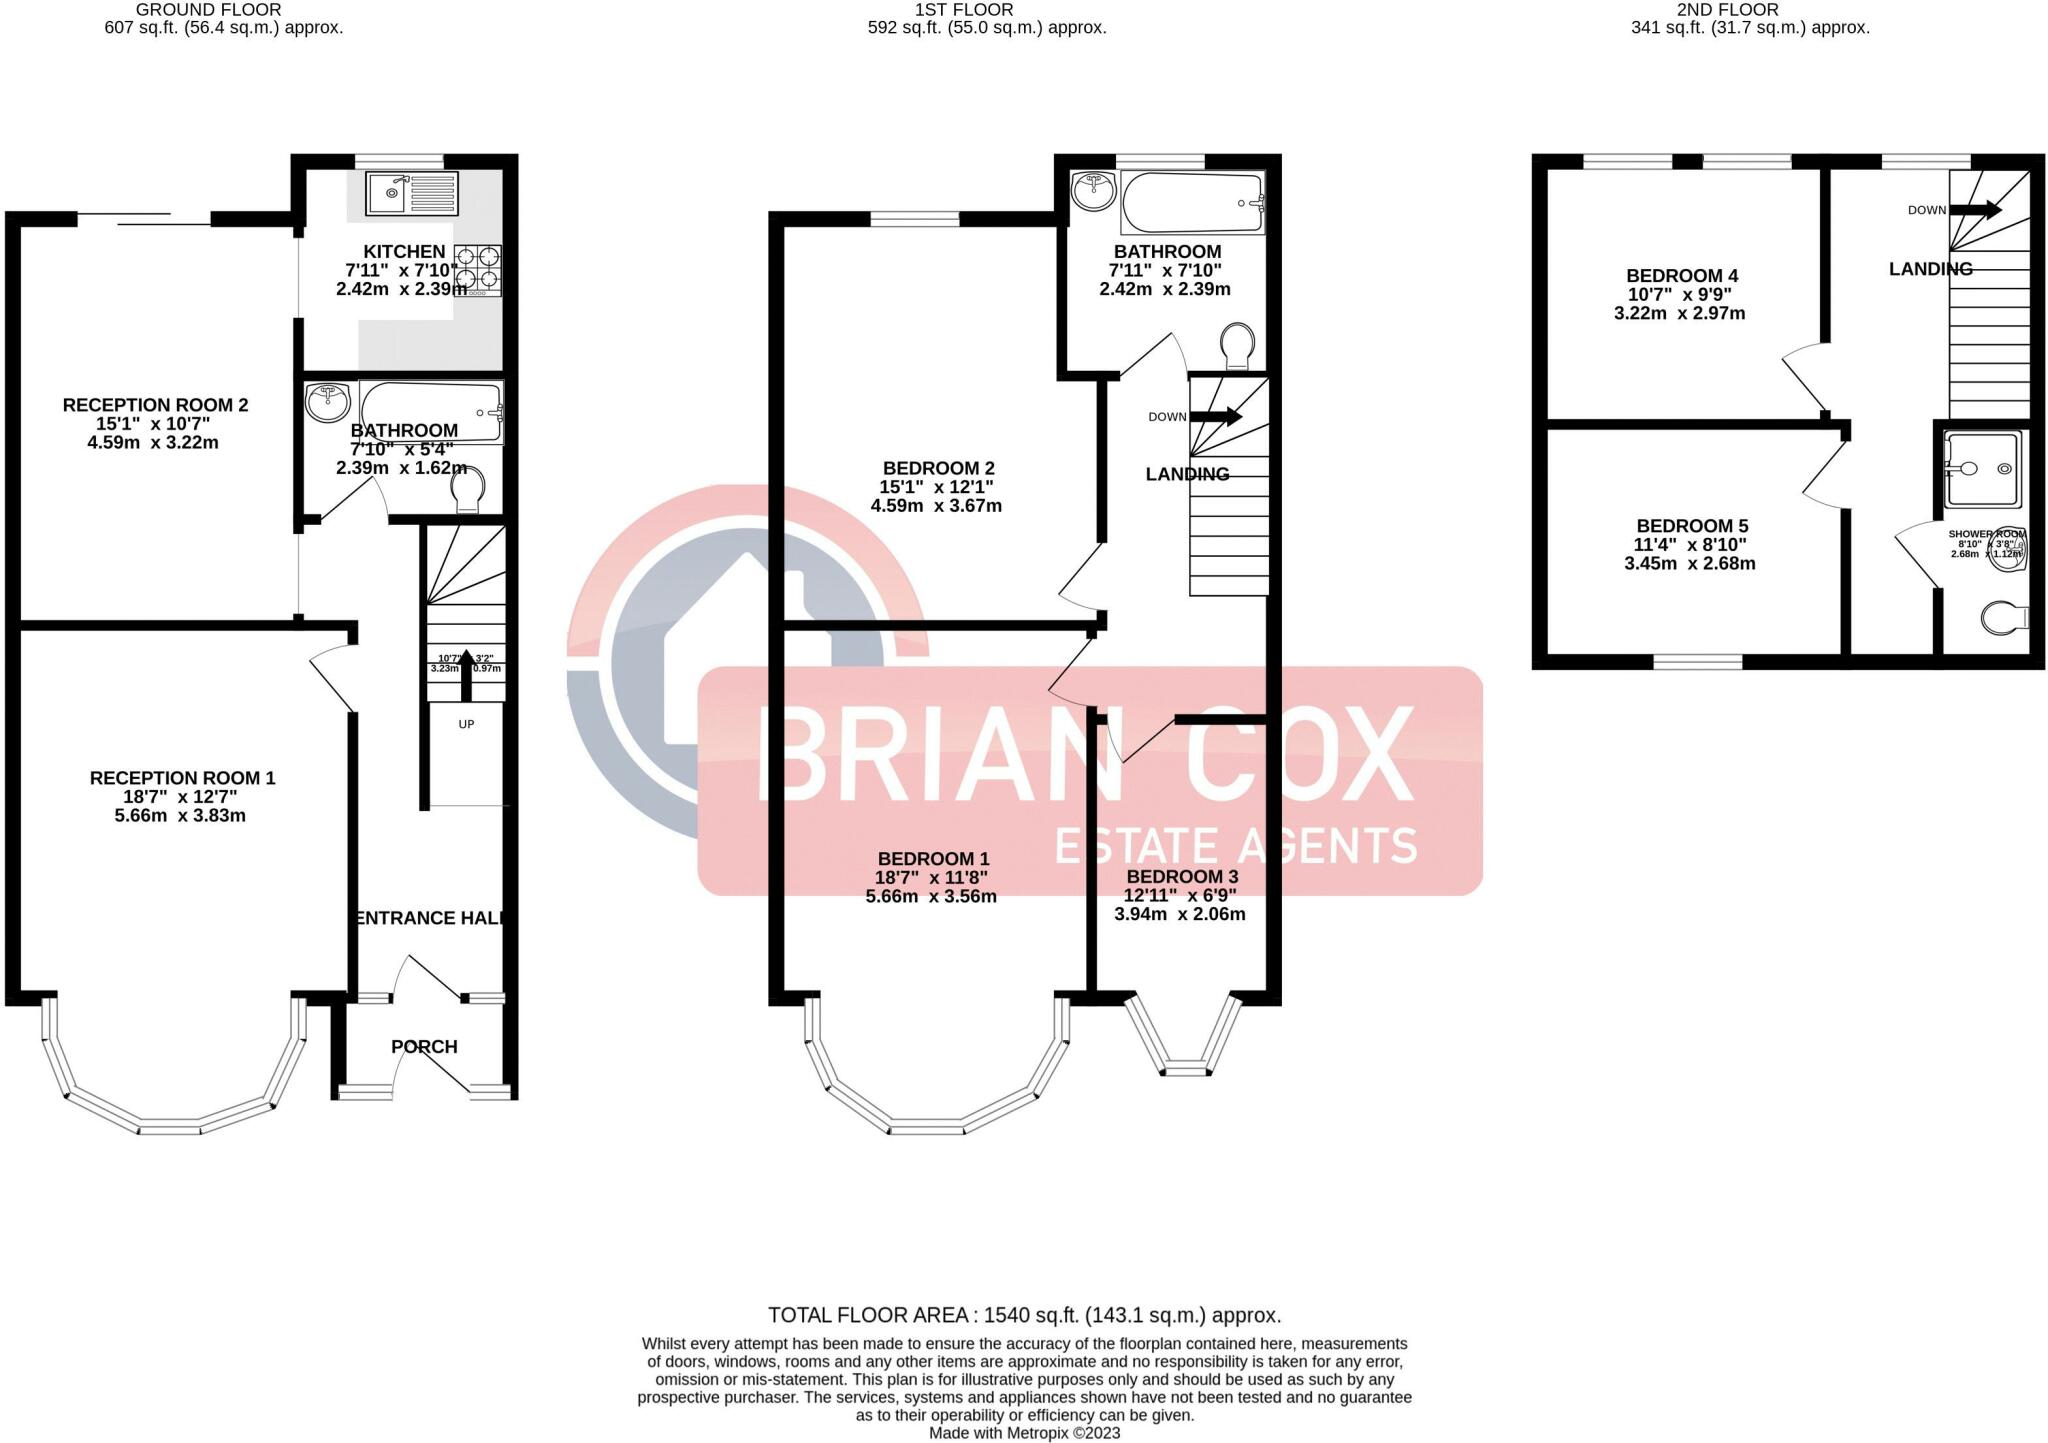 GROUND FLOOR
607 sq.ft. (56.4 sq.m.) approx.
1ST FLOOR
592 sq.ft. (55.0 sq.m.) approx.
2ND FLOOR
341 sq.ft. (31.7 sq.m.) approx.
KITCHEN
7'11" x 7'10"
2.42m x 2.39m
RECEPTION ROOM 2
15'1" x 10'7"
4.59m x 3.22m
BATHROOM
7'10" x 5'4"
2.39m x 1.62m
10'7" x 3'2"
3.23m x 0.97m
UP
RECEPTION ROOM 1
18'7" x 12'7"
5.66m x 3.83m
ENTRANCE HALL
PORCH
BATHROOM
7'11" x 7'10"
2.42m x 2.39m
DOWN
LANDING
BEDROOM 2
15'1" x 12'1"
4.59m x 3.67m
BRIAN COX
ESTATE AGENTS
BEDROOM 1
18'7" x 11'8"
5.66m x 3.56m
BEDROOM 3
12'11" x 6'9"
3.94m x 2.06m
DOWN
LANDING
BEDROOM 4
10'7" x 9'9"
3.22m x 2.97m
BEDROOM 5
11'4" x 8'10"
3.45m x 2.68m
SHOWER ROOM
8'10" x 3'8"
2.68m x 1.12m
TOTAL FLOOR AREA : 1540 sq.ft. (143.1 sq.m.) approx.
Whilst every attempt has been made to ensure the accuracy of the floorplan contained here, measurements
of doors, windows, rooms and any other items are approximate and no responsibility is taken for any error,
omission or mis-statement. This plan is for illustrative purposes only and should be used as such by any
prospective purchaser. The services, systems and appliances shown have not been tested and no guarantee
as to their operability or efficiency can be given.
Made with Metropix ©2023